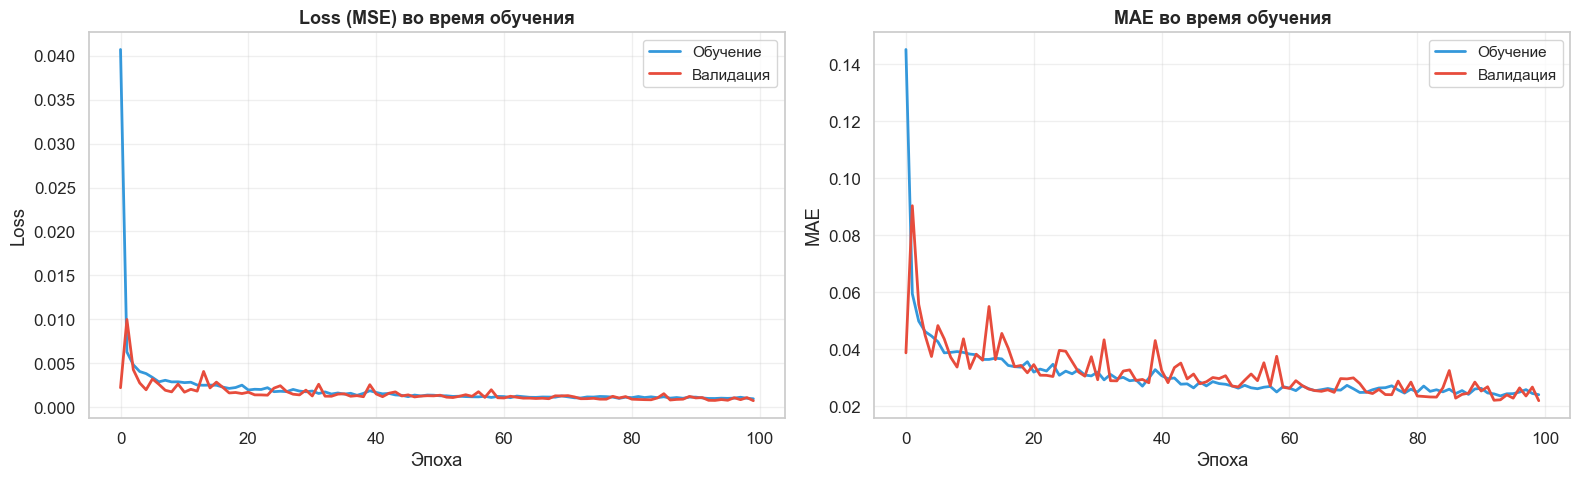 Loss (MSE) во время обучения
Обучение
Валидация
0.040
0.035
0.030
0.025
0.020
0.015
0.010
0.005
0.000
Loss
0 20 40 60 80 100
Эпоха
MAE во время обучения
Обучение
Валидация
0.14
0.12
0.10
0.08
0.06
0.04
0.02
MAE
0 20 40 60 80 100
Эпоха